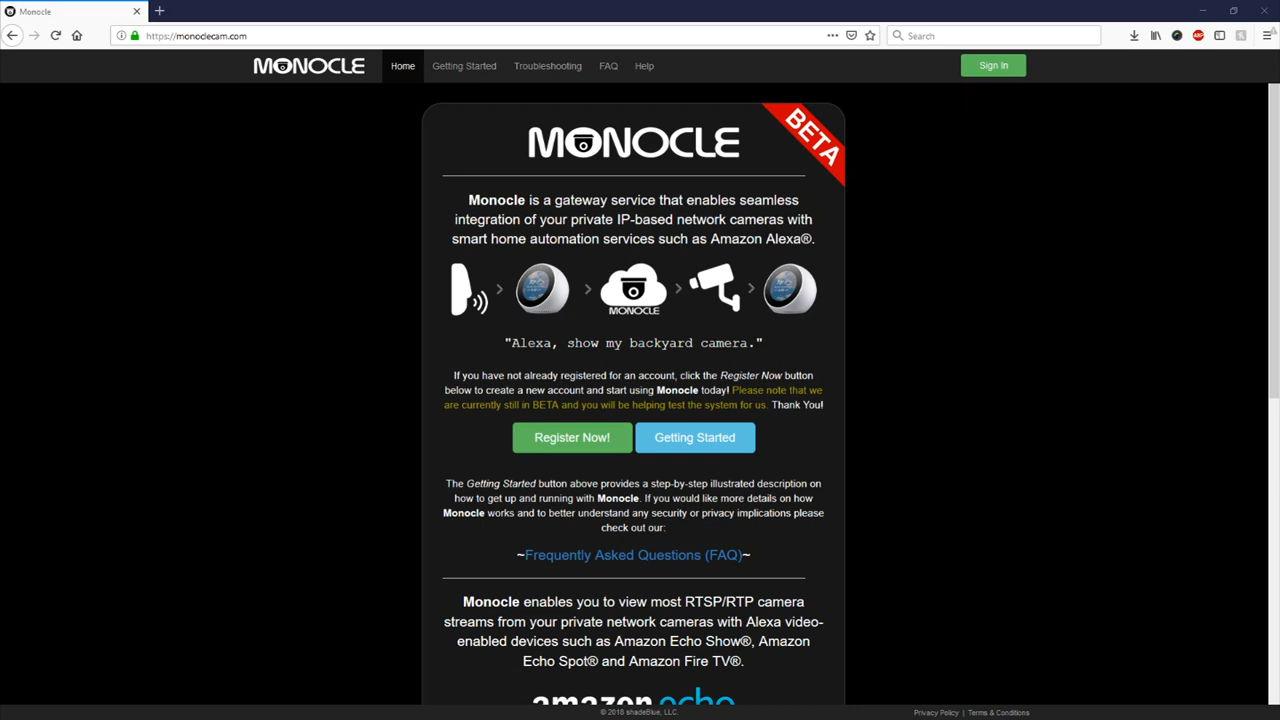 Monocle
https://monoclecam.com
Search
MONOCLE
Home
Getting Started
Troubleshooting
FAQ
Help
Sign In
BETA
MONOCLE
Monocle is a gateway service that enables seamless
integration of your private IP-based network cameras with
smart home automation services such as Amazon Alexa®.
MONOCLE
"Alexa, show my backyard camera."
If you have not already registered for an account, click the Register Now button
below to create a new account and start using Monocle today! Please note that we
are currently still in BETA and you will be helping test the system for us. Thank You!
Register Now!
Getting Started
The Getting Started button above provides a step-by-step illustrated description on
how to get up and running with Monocle. If you would like more details on how
Monocle works and to better understand any security or privacy implications please
check out our:
~Frequently Asked Questions (FAQ)~
Monocle enables you to view most RTSP/RTP camera
streams from your private network cameras with Alexa video-
enabled devices such as Amazon Echo Show®, Amazon
Echo Spot® and Amazon Fire TV®.
amazon echo
© 2018 shadeBlue, LLC.
Privacy Policy | Terms & Conditions